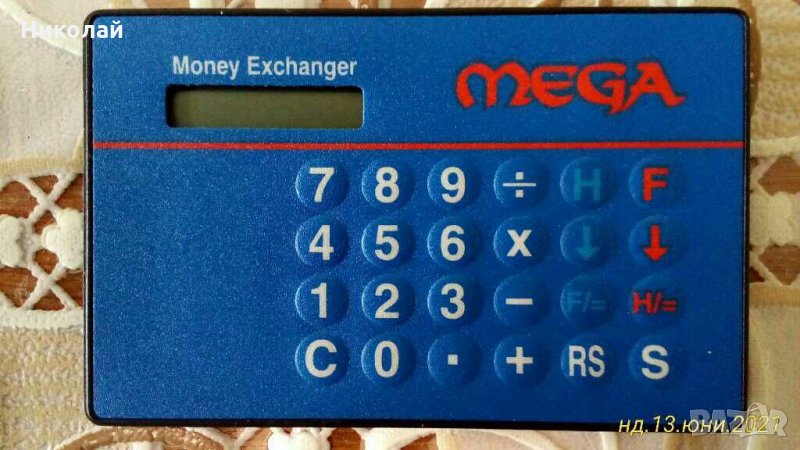 Николай
Money Exchanger
MEGA
7 8 9 ÷ H F
4 5 6 x ↓ ↓
1 2 3 − F/= H/=
C 0 · + RS S
BAZAR
нд.13.юни.2021